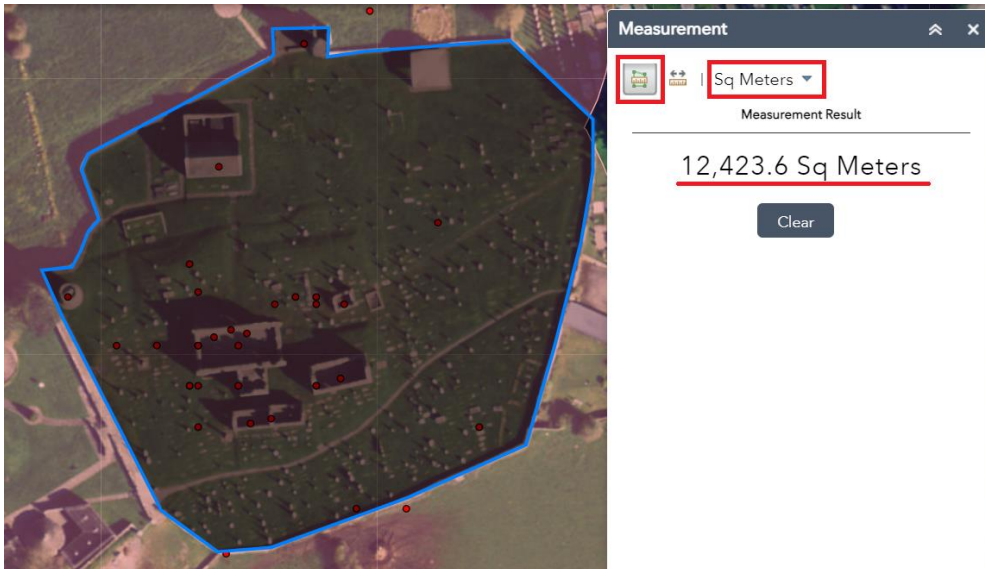 Measurement
Sq Meters
Measurement Result
12,423.6 Sq Meters
Clear